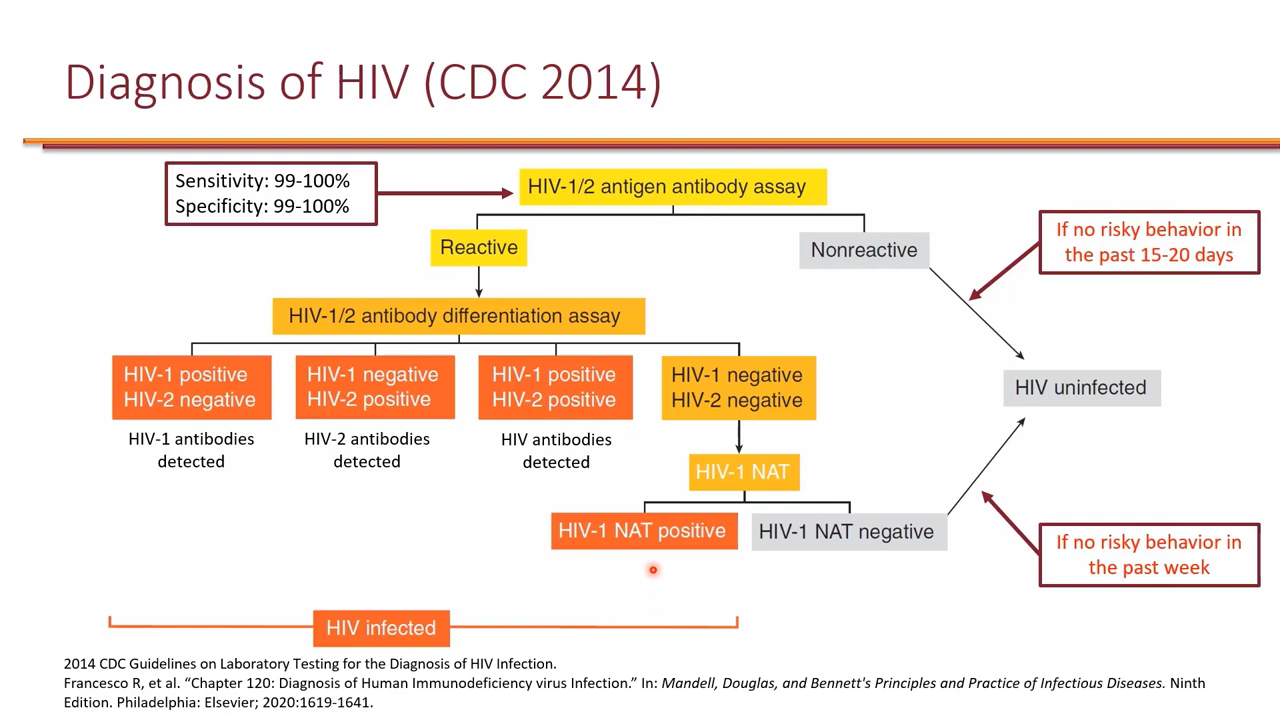 Diagnosis of HIV (CDC 2014)
Sensitivity: 99-100%
Specificity: 99-100%
HIV-1/2 antigen antibody assay
Reactive
Nonreactive
If no risky behavior in
the past 15-20 days
HIV-1/2 antibody differentiation assay
HIV-1 positive
HIV-2 negative
HIV-1 negative
HIV-2 positive
HIV-1 positive
HIV-2 positive
HIV-1 negative
HIV-2 negative
HIV uninfected
HIV-1 antibodies
detected
HIV-2 antibodies
detected
HIV antibodies
detected
HIV-1 NAT
HIV-1 NAT positive
HIV-1 NAT negative
If no risky behavior in
the past week
HIV infected
2014 CDC Guidelines on Laboratory Testing for the Diagnosis of HIV Infection.
Francesco R, et al. “Chapter 120: Diagnosis of Human Immunodeficiency virus Infection.” In: Mandell, Douglas, and Bennett's Principles and Practice of Infectious Diseases. Ninth
Edition. Philadelphia: Elsevier; 2020:1619-1641.